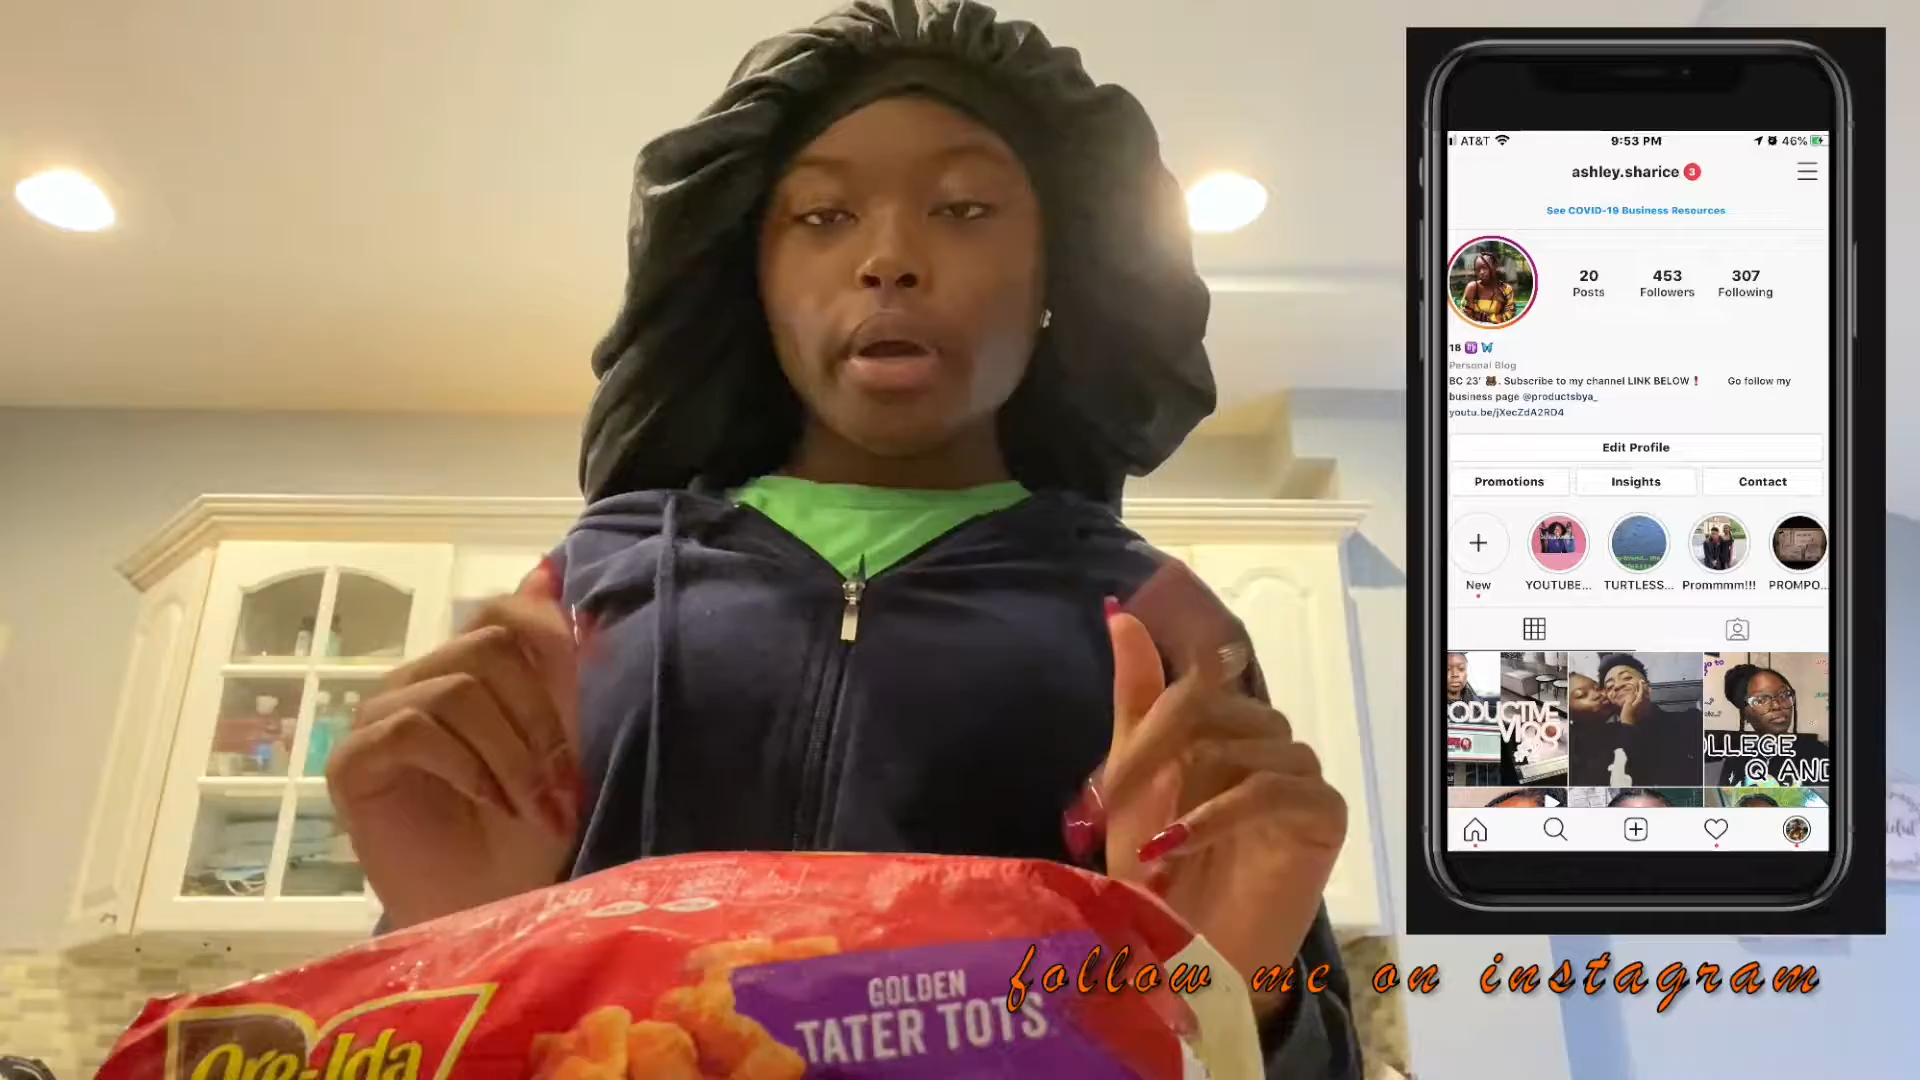 AT&T
9:53 PM
46%
ashley.sharice 3
See COVID-19 Business Resources
20
453
307
Posts
Followers
Following
18
Personal Blog
BC 23' . Subscribe to my channel LINK BELOW❗ Go follow my
business page @productsbya_
youtu.be/jXecZdA2RD4
Edit Profile
Promotions
Insights
Contact
New
YOUTUBE...
TURTLESS...
Prommmm!!!
PROMPO...
ODUCTIVE
VLOG
LLEGE
Q AND
GOLDEN
TATER TOTS
Ore-Ida
follow me on instagram